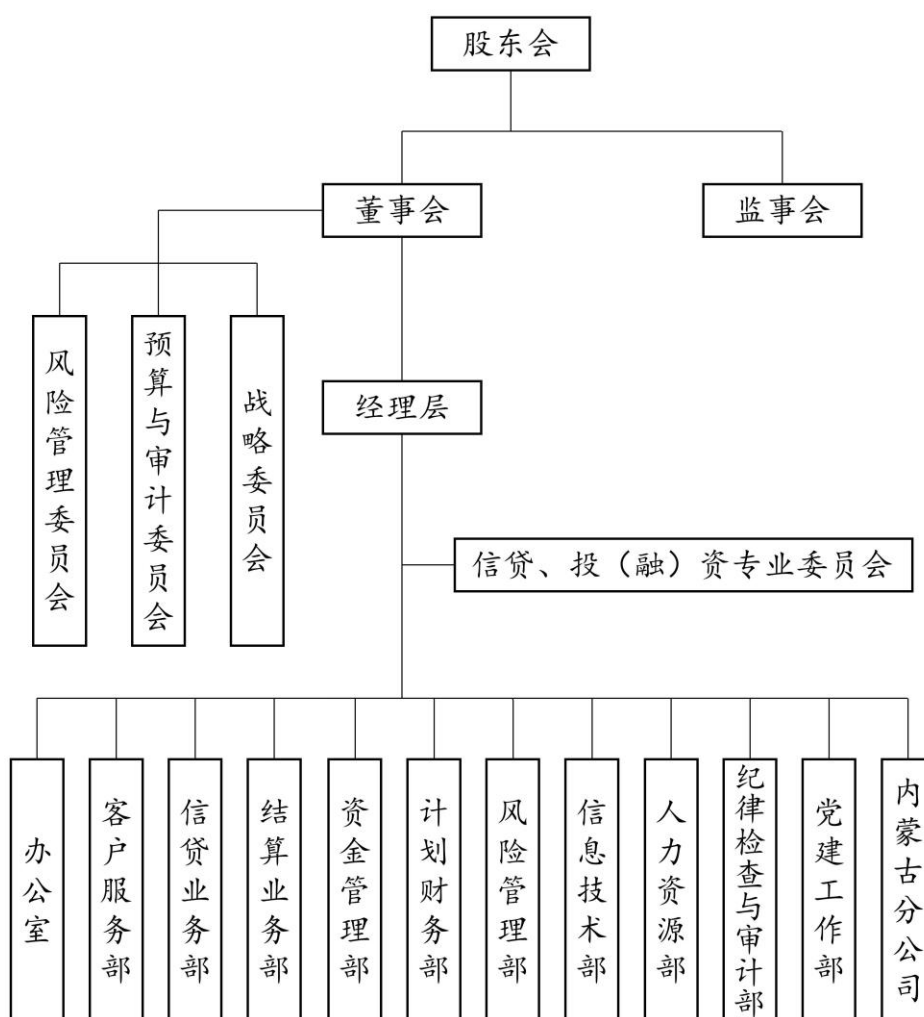 股东会
董事会
监事会
风险管理委员会
预算与审计委员会
战略委员会
经理层
信贷、投（融）资专业委员会
办公室
客户服务部
信贷业务部
结算业务部
资金管理部
计划财务部
风险管理部
信息技术部
人力资源部
纪律检查与审计部
党建工作部
内蒙古分公司